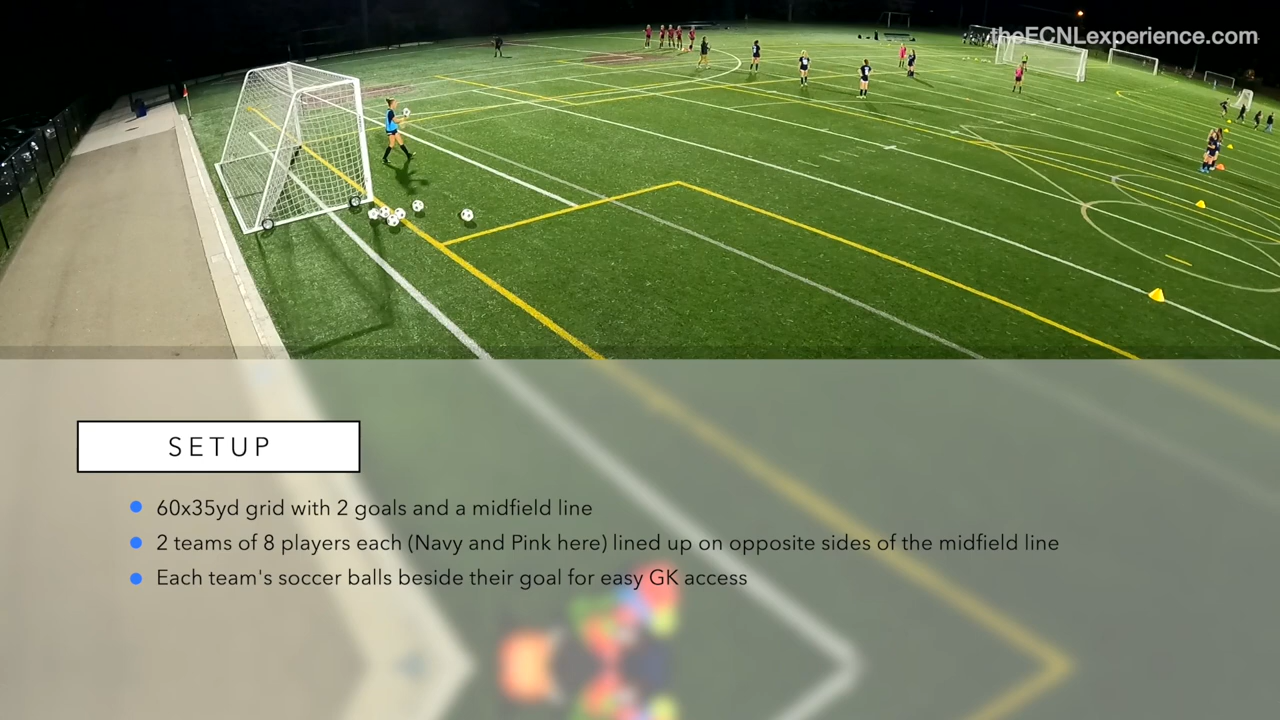 theECNLexperience.com
SETUP
60x35yd grid with 2 goals and a midfield line
2 teams of 8 players each (Navy and Pink here) lined up on opposite sides of the midfield line
Each team's soccer balls beside their goal for easy GK access